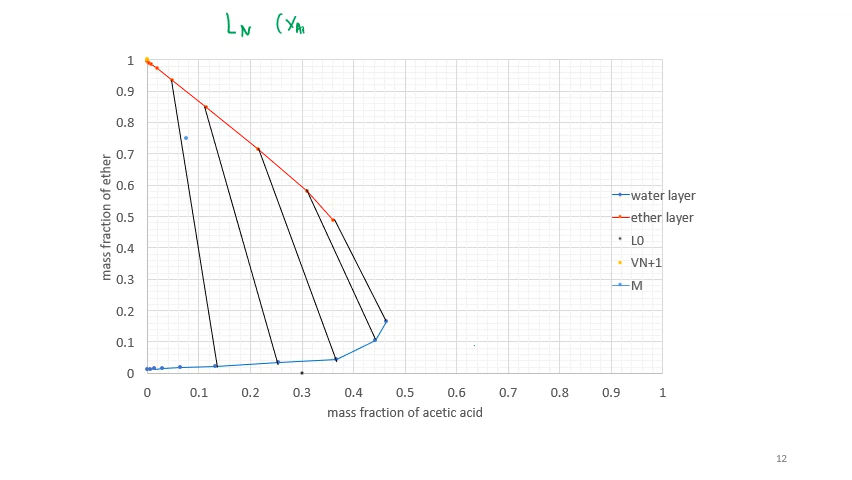 LN (xA1
1
0.9
0.8
0.7
0.6
0.5
0.4
0.3
0.2
0.1
0
mass fraction of ether
0 0.1 0.2 0.3 0.4 0.5 0.6 0.7 0.8 0.9 1
mass fraction of acetic acid
water layer
ether layer
L0
VN+1
M
12